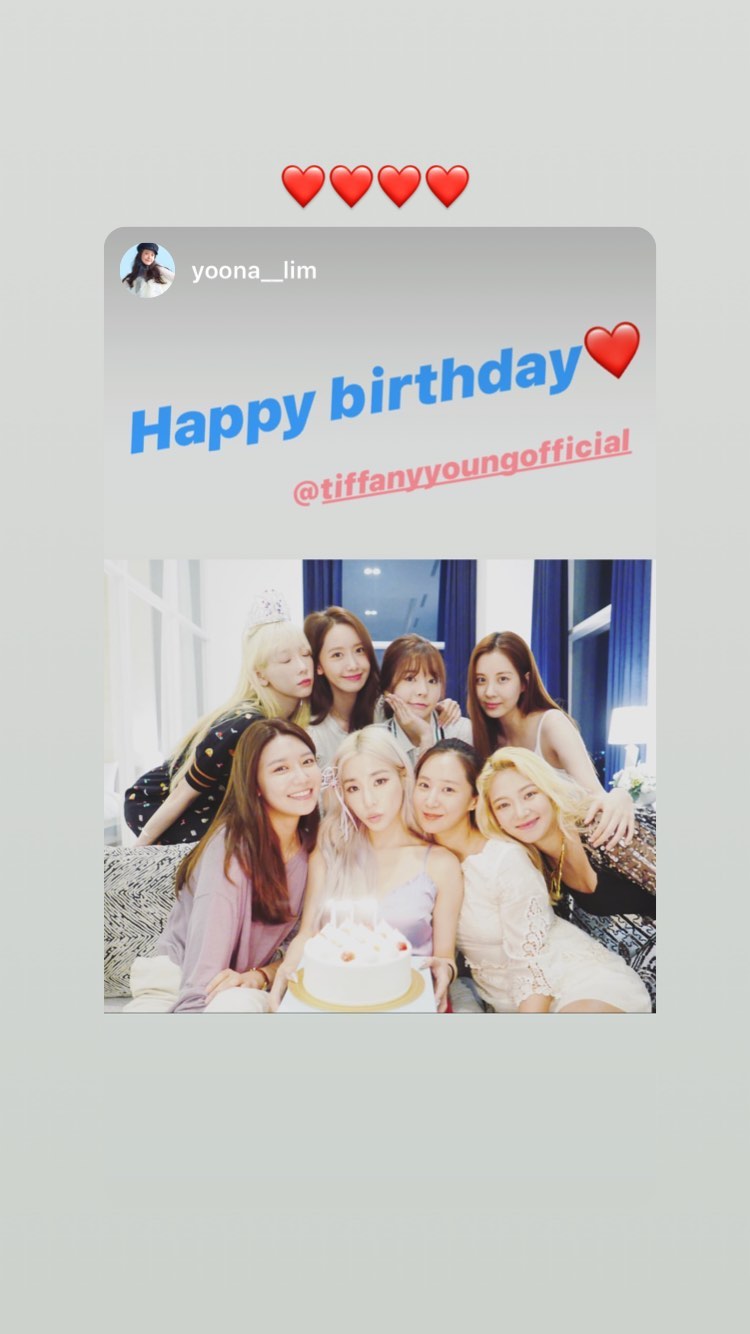 ❤️❤️❤️❤️
yoona__lim
Happy birthday❤️
@tiffanyyoungofficial